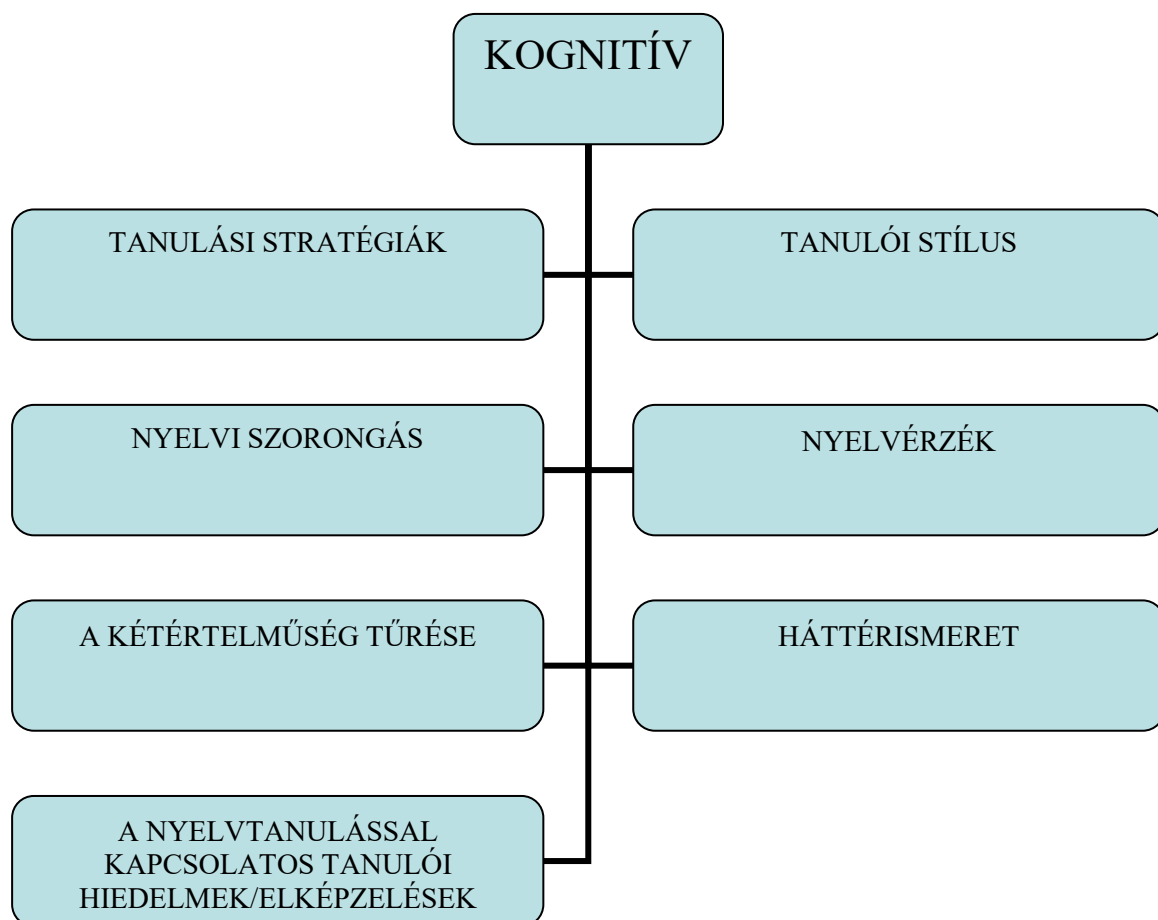 KOGNITÍV
TANULÁSI STRATÉGIÁK
TANULÓI STÍLUS
NYELVI SZORONGÁS
NYELVÉRZÉK
A KÉTÉRTELMŰSÉG TŰRÉSE
HÁTTÉRISMERET
A NYELVTANULÁSSAL
KAPCSOLATOS TANULÓI
HIEDELMEK/ELKÉPZELÉSEK